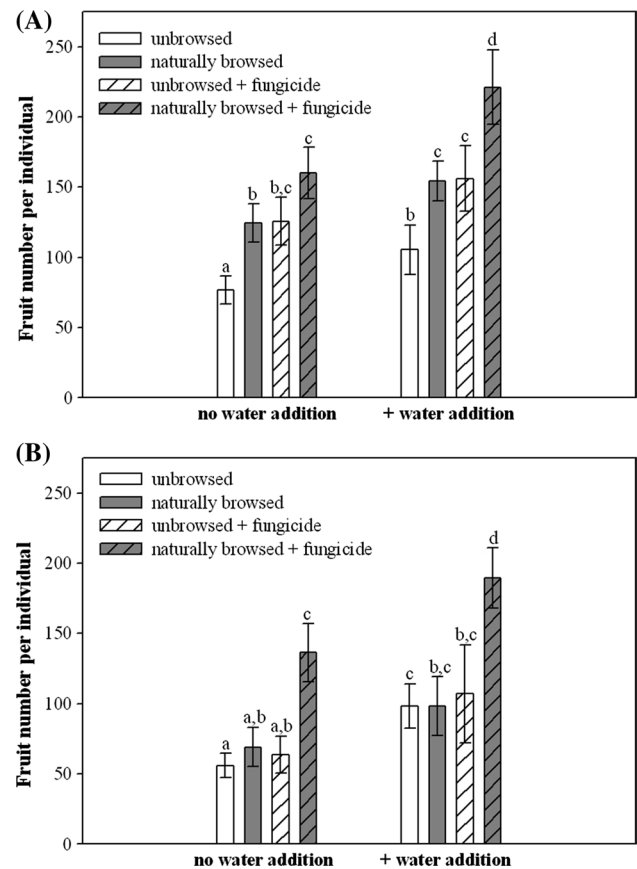 (A)
250
200
150
100
50
0
Fruit number per individual
unbrowsed
naturally browsed
unbrowsed + fungicide
naturally browsed + fungicide
a
b
b,c
c
b
c
c
d
no water addition
+ water addition
(B)
250
200
150
100
50
0
Fruit number per individual
unbrowsed
naturally browsed
unbrowsed + fungicide
naturally browsed + fungicide
a
a,b
a,b
c
c
b,c
b,c
d
no water addition
+ water addition